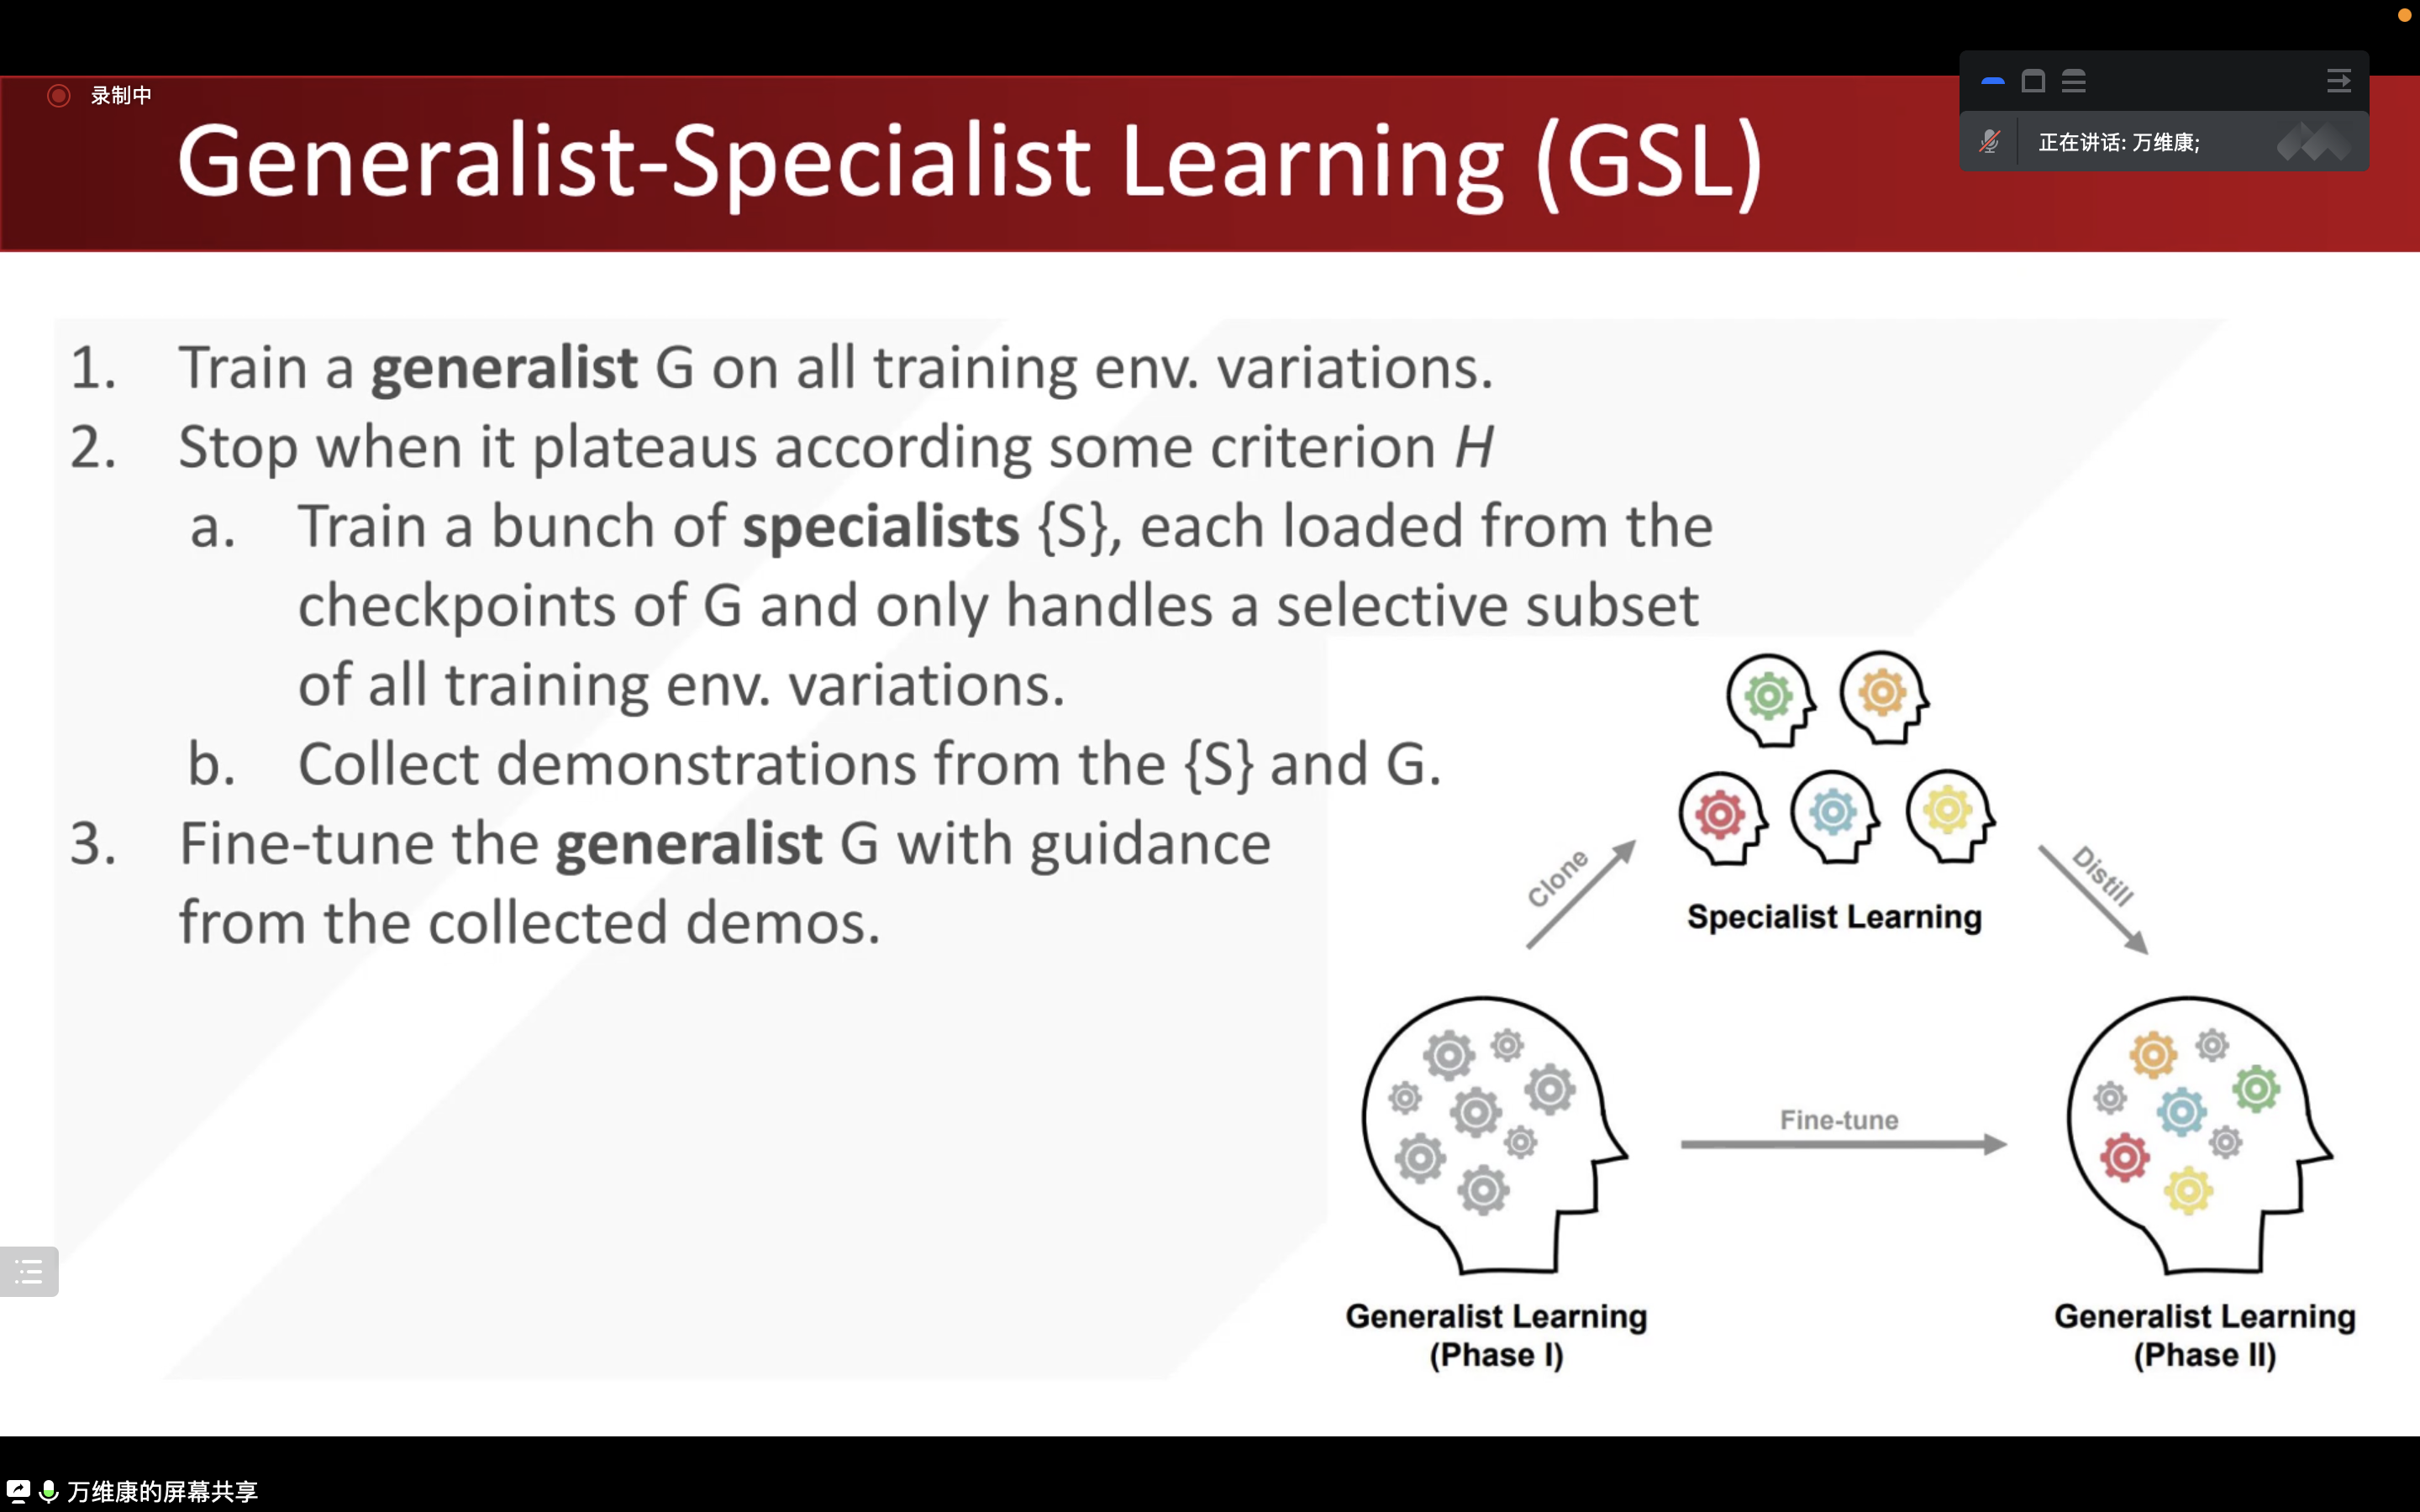 录制中
正在讲话: 万维康;
Generalist-Specialist Learning (GSL)
1. Train a generalist G on all training env. variations.
2. Stop when it plateaus according some criterion H
a. Train a bunch of specialists {S}, each loaded from the
checkpoints of G and only handles a selective subset
of all training env. variations.
b. Collect demonstrations from the {S} and G.
3. Fine-tune the generalist G with guidance
from the collected demos.
Clone
Specialist Learning
Distill
Fine-tune
Generalist Learning
(Phase I)
Generalist Learning
(Phase II)
万维康的屏幕共享